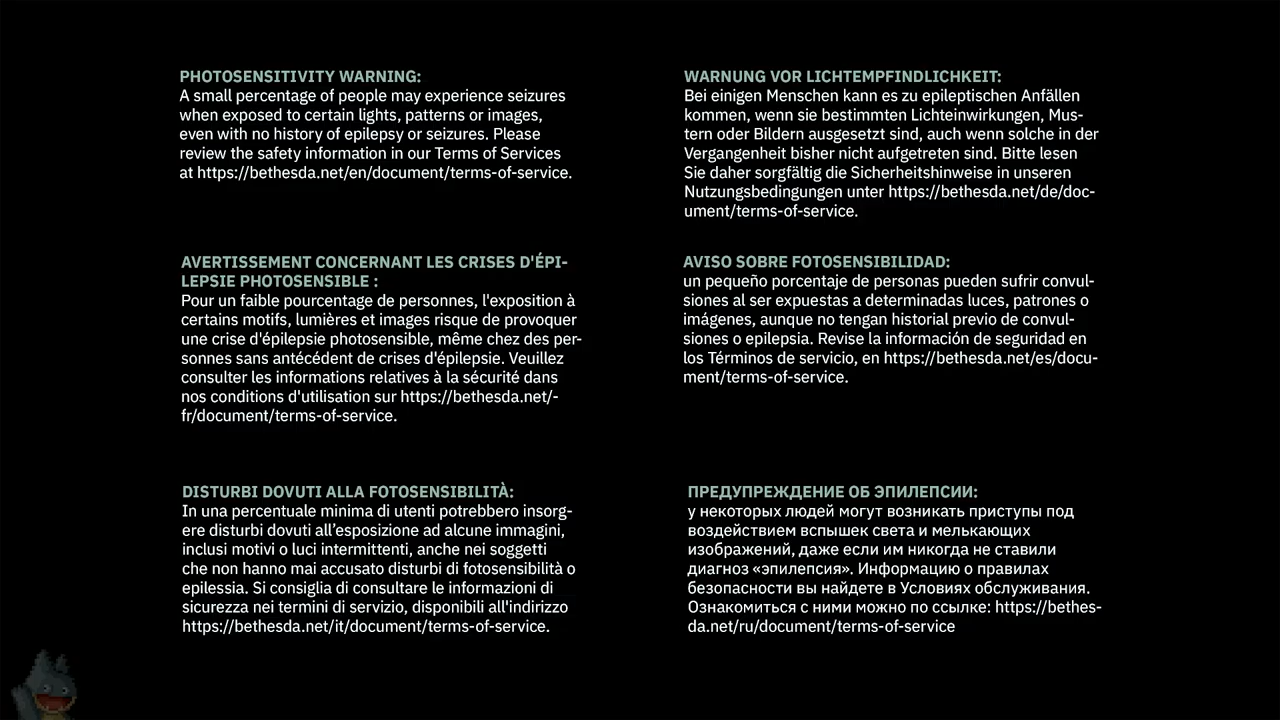 PHOTOSENSITIVITY WARNING:
A small percentage of people may experience seizures
when exposed to certain lights, patterns or images,
even with no history of epilepsy or seizures. Please
review the safety information in our Terms of Services
at https://bethesda.net/en/document/terms-of-service.
WARNUNG VOR LICHTEMPFINDLICHKEIT:
Bei einigen Menschen kann es zu epileptischen Anfällen
kommen, wenn sie bestimmten Lichteinwirkungen, Mus-
tern oder Bildern ausgesetzt sind, auch wenn solche in der
Vergangenheit bisher nicht aufgetreten sind. Bitte lesen
Sie daher sorgfältig die Sicherheitshinweise in unseren
Nutzungsbedingungen unter https://bethesda.net/de/doc-
ument/terms-of-service.
AVERTISSEMENT CONCERNANT LES CRISES D'ÉPI-
LEPSIE PHOTOSENSIBLE :
Pour un faible pourcentage de personnes, l'exposition à
certains motifs, lumières et images risque de provoquer
une crise d'épilepsie photosensible, même chez des per-
sonnes sans antécédent de crises d'épilepsie. Veuillez
consulter les informations relatives à la sécurité dans
nos conditions d'utilisation sur https://bethesda.net/-
fr/document/terms-of-service.
AVISO SOBRE FOTOSENSIBILIDAD:
un pequeño porcentaje de personas pueden sufrir convul-
siones al ser expuestas a determinadas luces, patrones o
imágenes, aunque no tengan historial previo de convul-
siones o epilepsia. Revise la información de seguridad en
los Términos de servicio, en https://bethesda.net/es/docu-
ment/terms-of-service.
DISTURBI DOVUTI ALLA FOTOSENSIBILITÀ:
In una percentuale minima di utenti potrebbero insorg-
ere disturbi dovuti all’esposizione ad alcune immagini,
inclusi motivi o luci intermittenti, anche nei soggetti
che non hanno mai accusato disturbi di fotosensibilità o
epilessia. Si consiglia di consultare le informazioni di
sicurezza nei termini di servizio, disponibili all'indirizzo
https://bethesda.net/it/document/terms-of-service.
ПРЕДУПРЕЖДЕНИЕ ОБ ЭПИЛЕПСИИ:
у некоторых людей могут возникать приступы под
воздействием вспышек света и мелькающих
изображений, даже если им никогда не ставили
диагноз «эпилепсия». Информацию о правилах
безопасности вы найдете в Условиях обслуживания.
Ознакомиться с ними можно по ссылке: https://bethes-
da.net/ru/document/terms-of-service